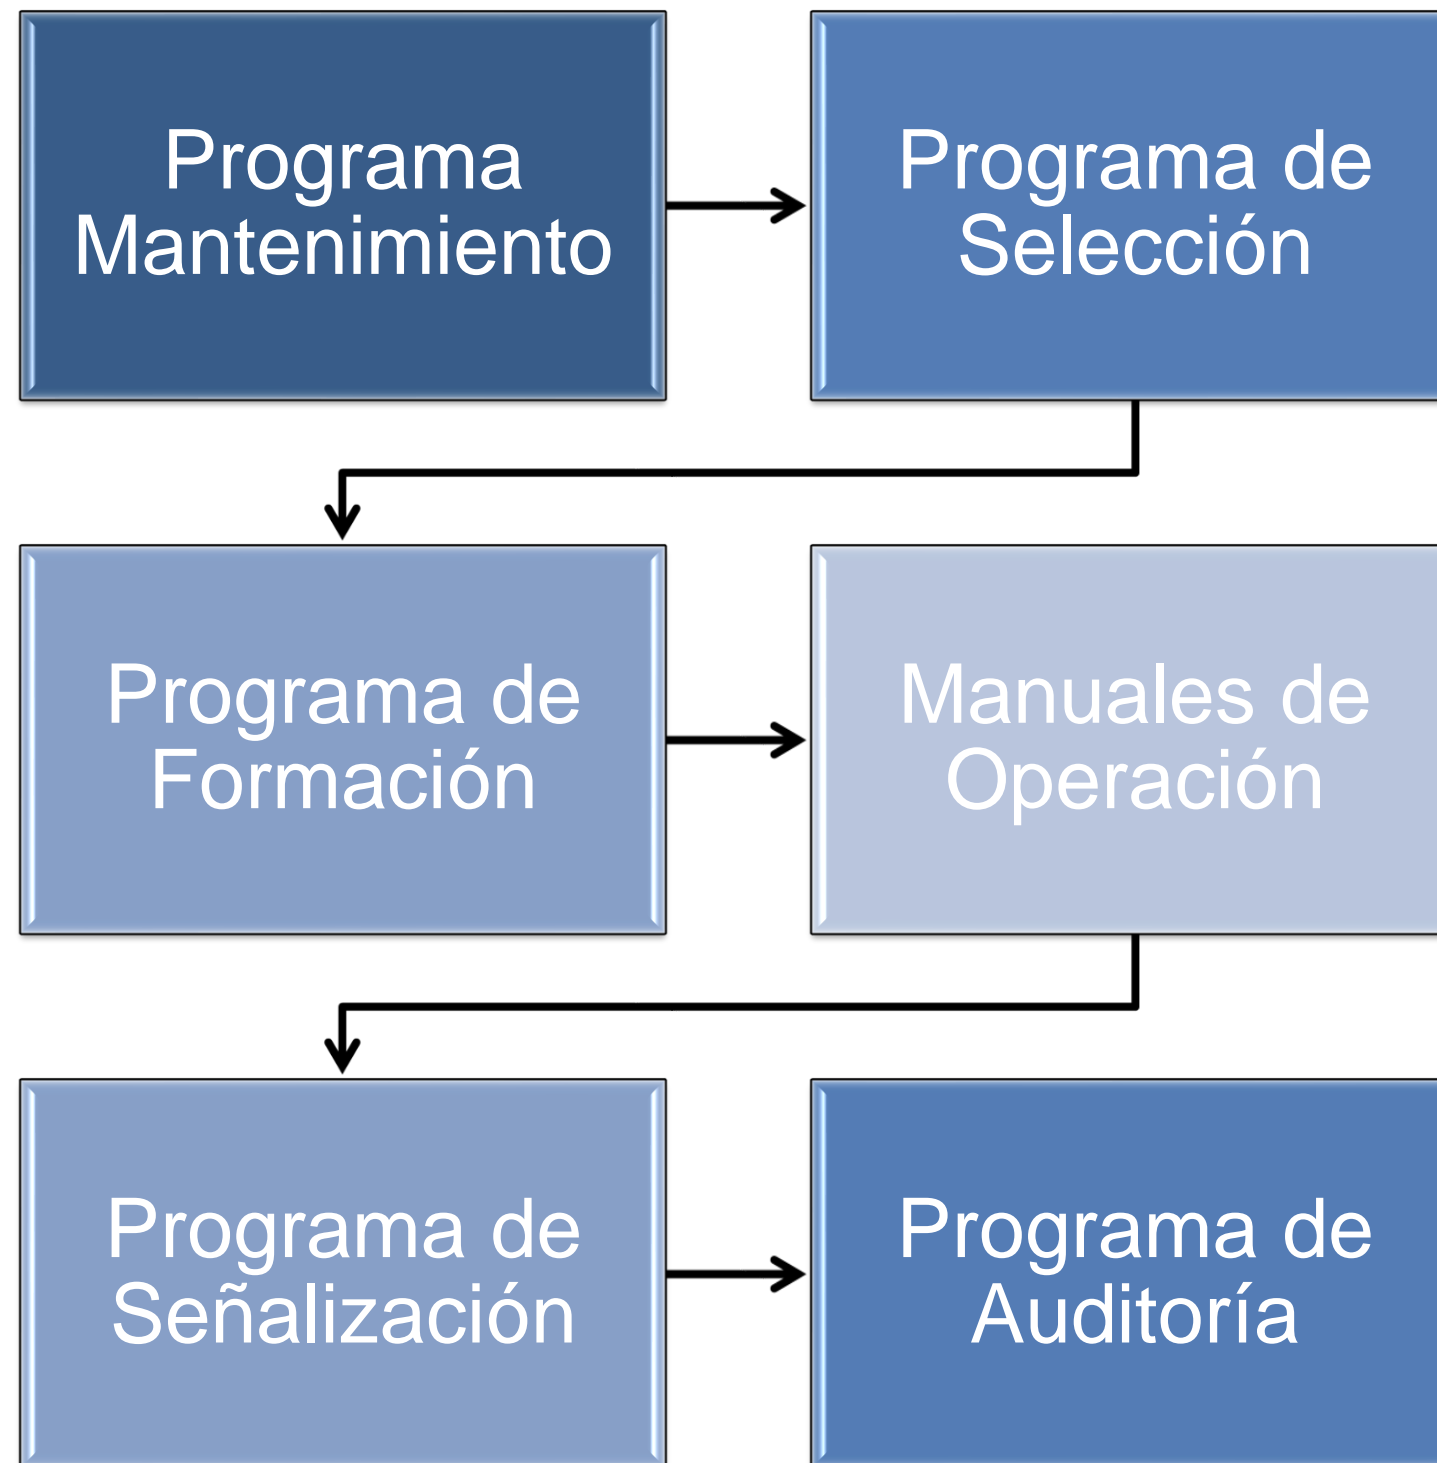 Programa
Mantenimiento
Programa de
Selección
Programa de
Formación
Manuales de
Operación
Programa de
Señalización
Programa de
Auditoría